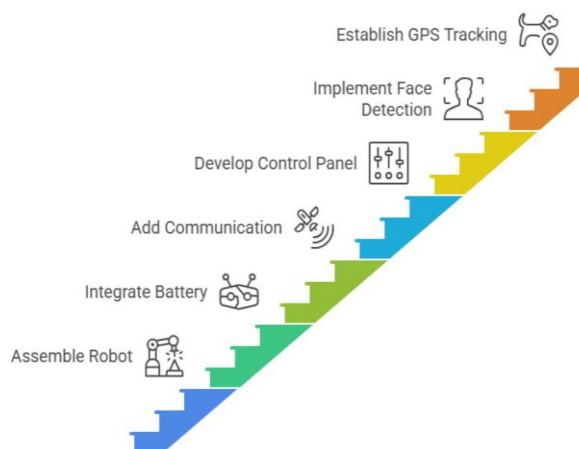 Establish GPS Tracking
Implement Face
Detection
Develop Control Panel
Add Communication
Integrate Battery
Assemble Robot